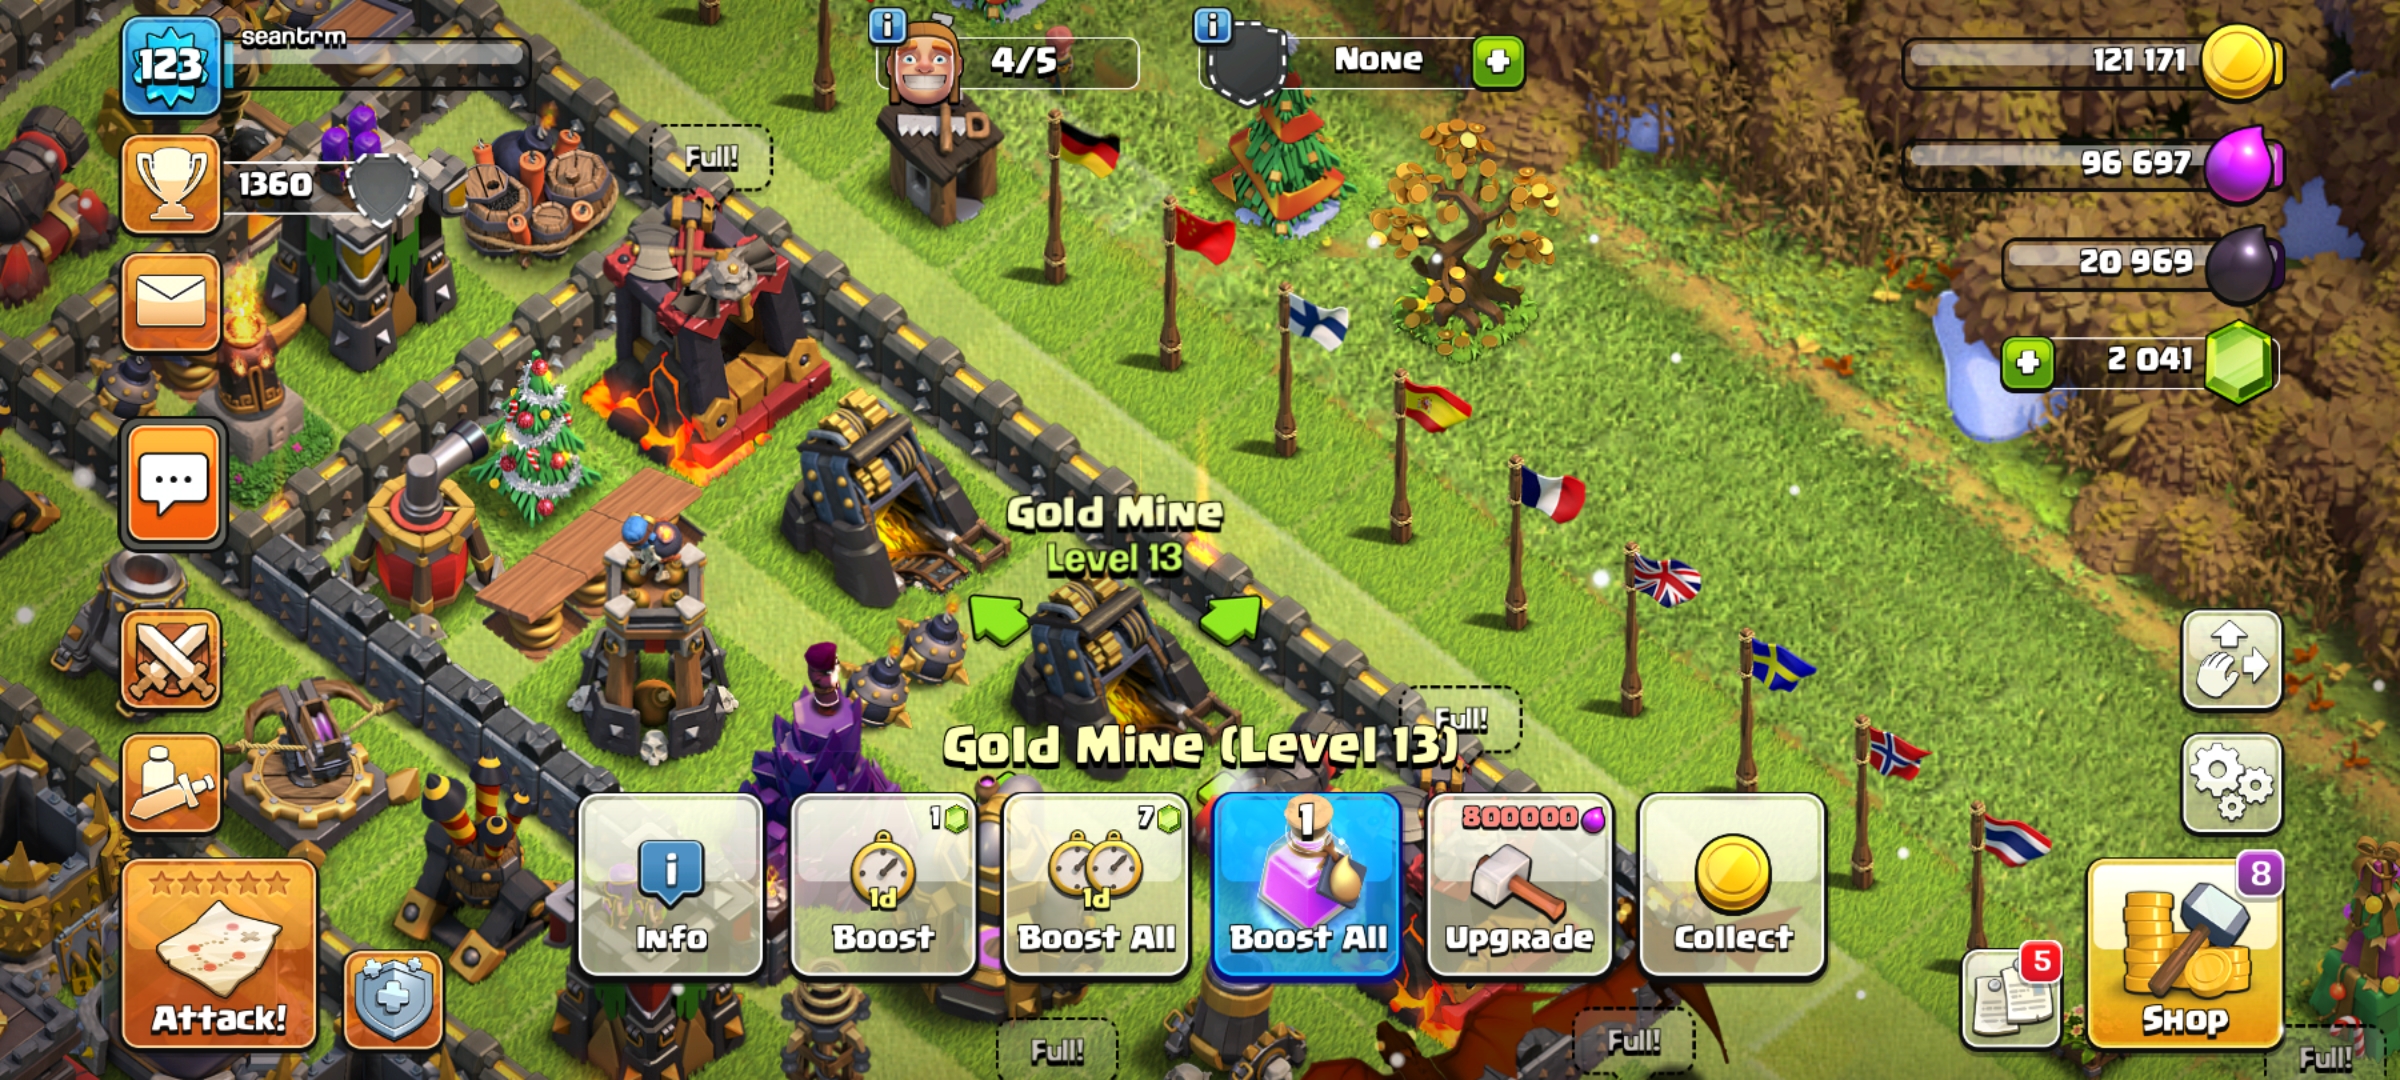 seantrm
123
4/5
None
121 171
1360
Full!
96 697
20 969
2 041
Gold Mine
Level 13
Full!
Gold Mine (Level 13)
Info
1
1d
Boost
7
1d
Boost All
1
Boost All
800000
Upgrade
Collect
Attack!
5
8
Shop
Full!
Full!
Full!